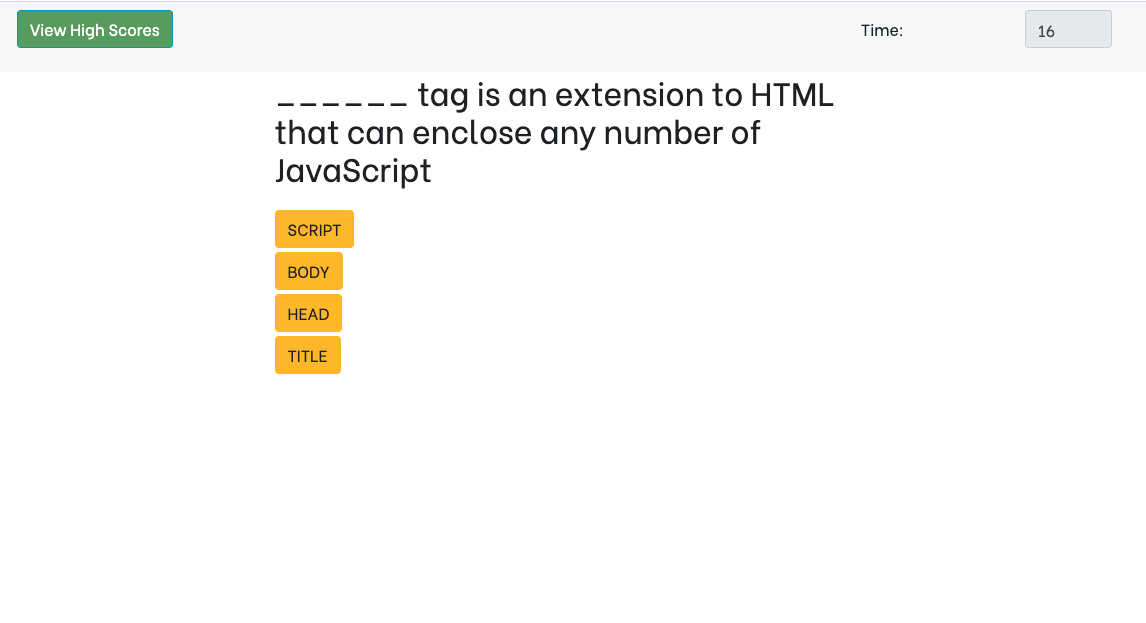 View High Scores
Time:
16
______ tag is an extension to HTML
that can enclose any number of
JavaScript
SCRIPT
BODY
HEAD
TITLE